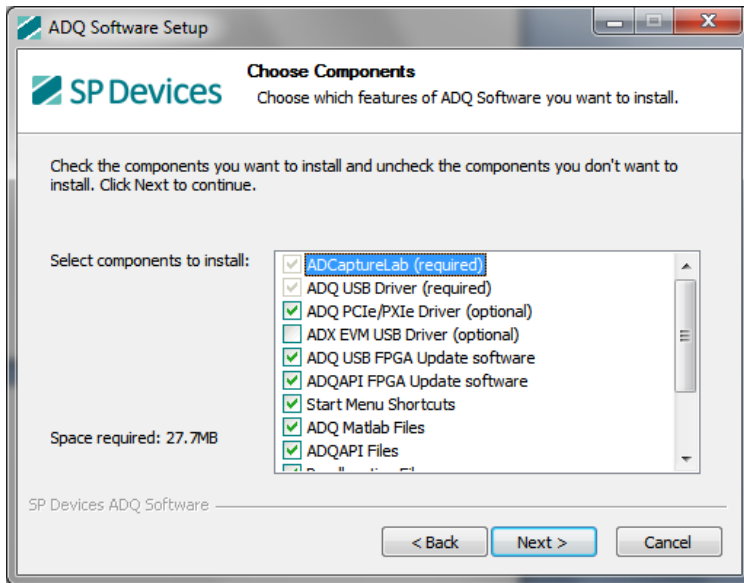 ADQ Software Setup
SP Devices
Choose Components
Choose which features of ADQ Software you want to install.
Check the components you want to install and uncheck the components you don't want to
install. Click Next to continue.
Select components to install:
ADCaptureLab (required)
ADQ USB Driver (required)
ADQ PCIe/PXIe Driver (optional)
ADX EVM USB Driver (optional)
ADQ USB FPGA Update software
ADQAPI FPGA Update software
Start Menu Shortcuts
ADQ Matlab Files
ADQAPI Files
Space required: 27.7MB
SP Devices ADQ Software
< Back
Next >
Cancel